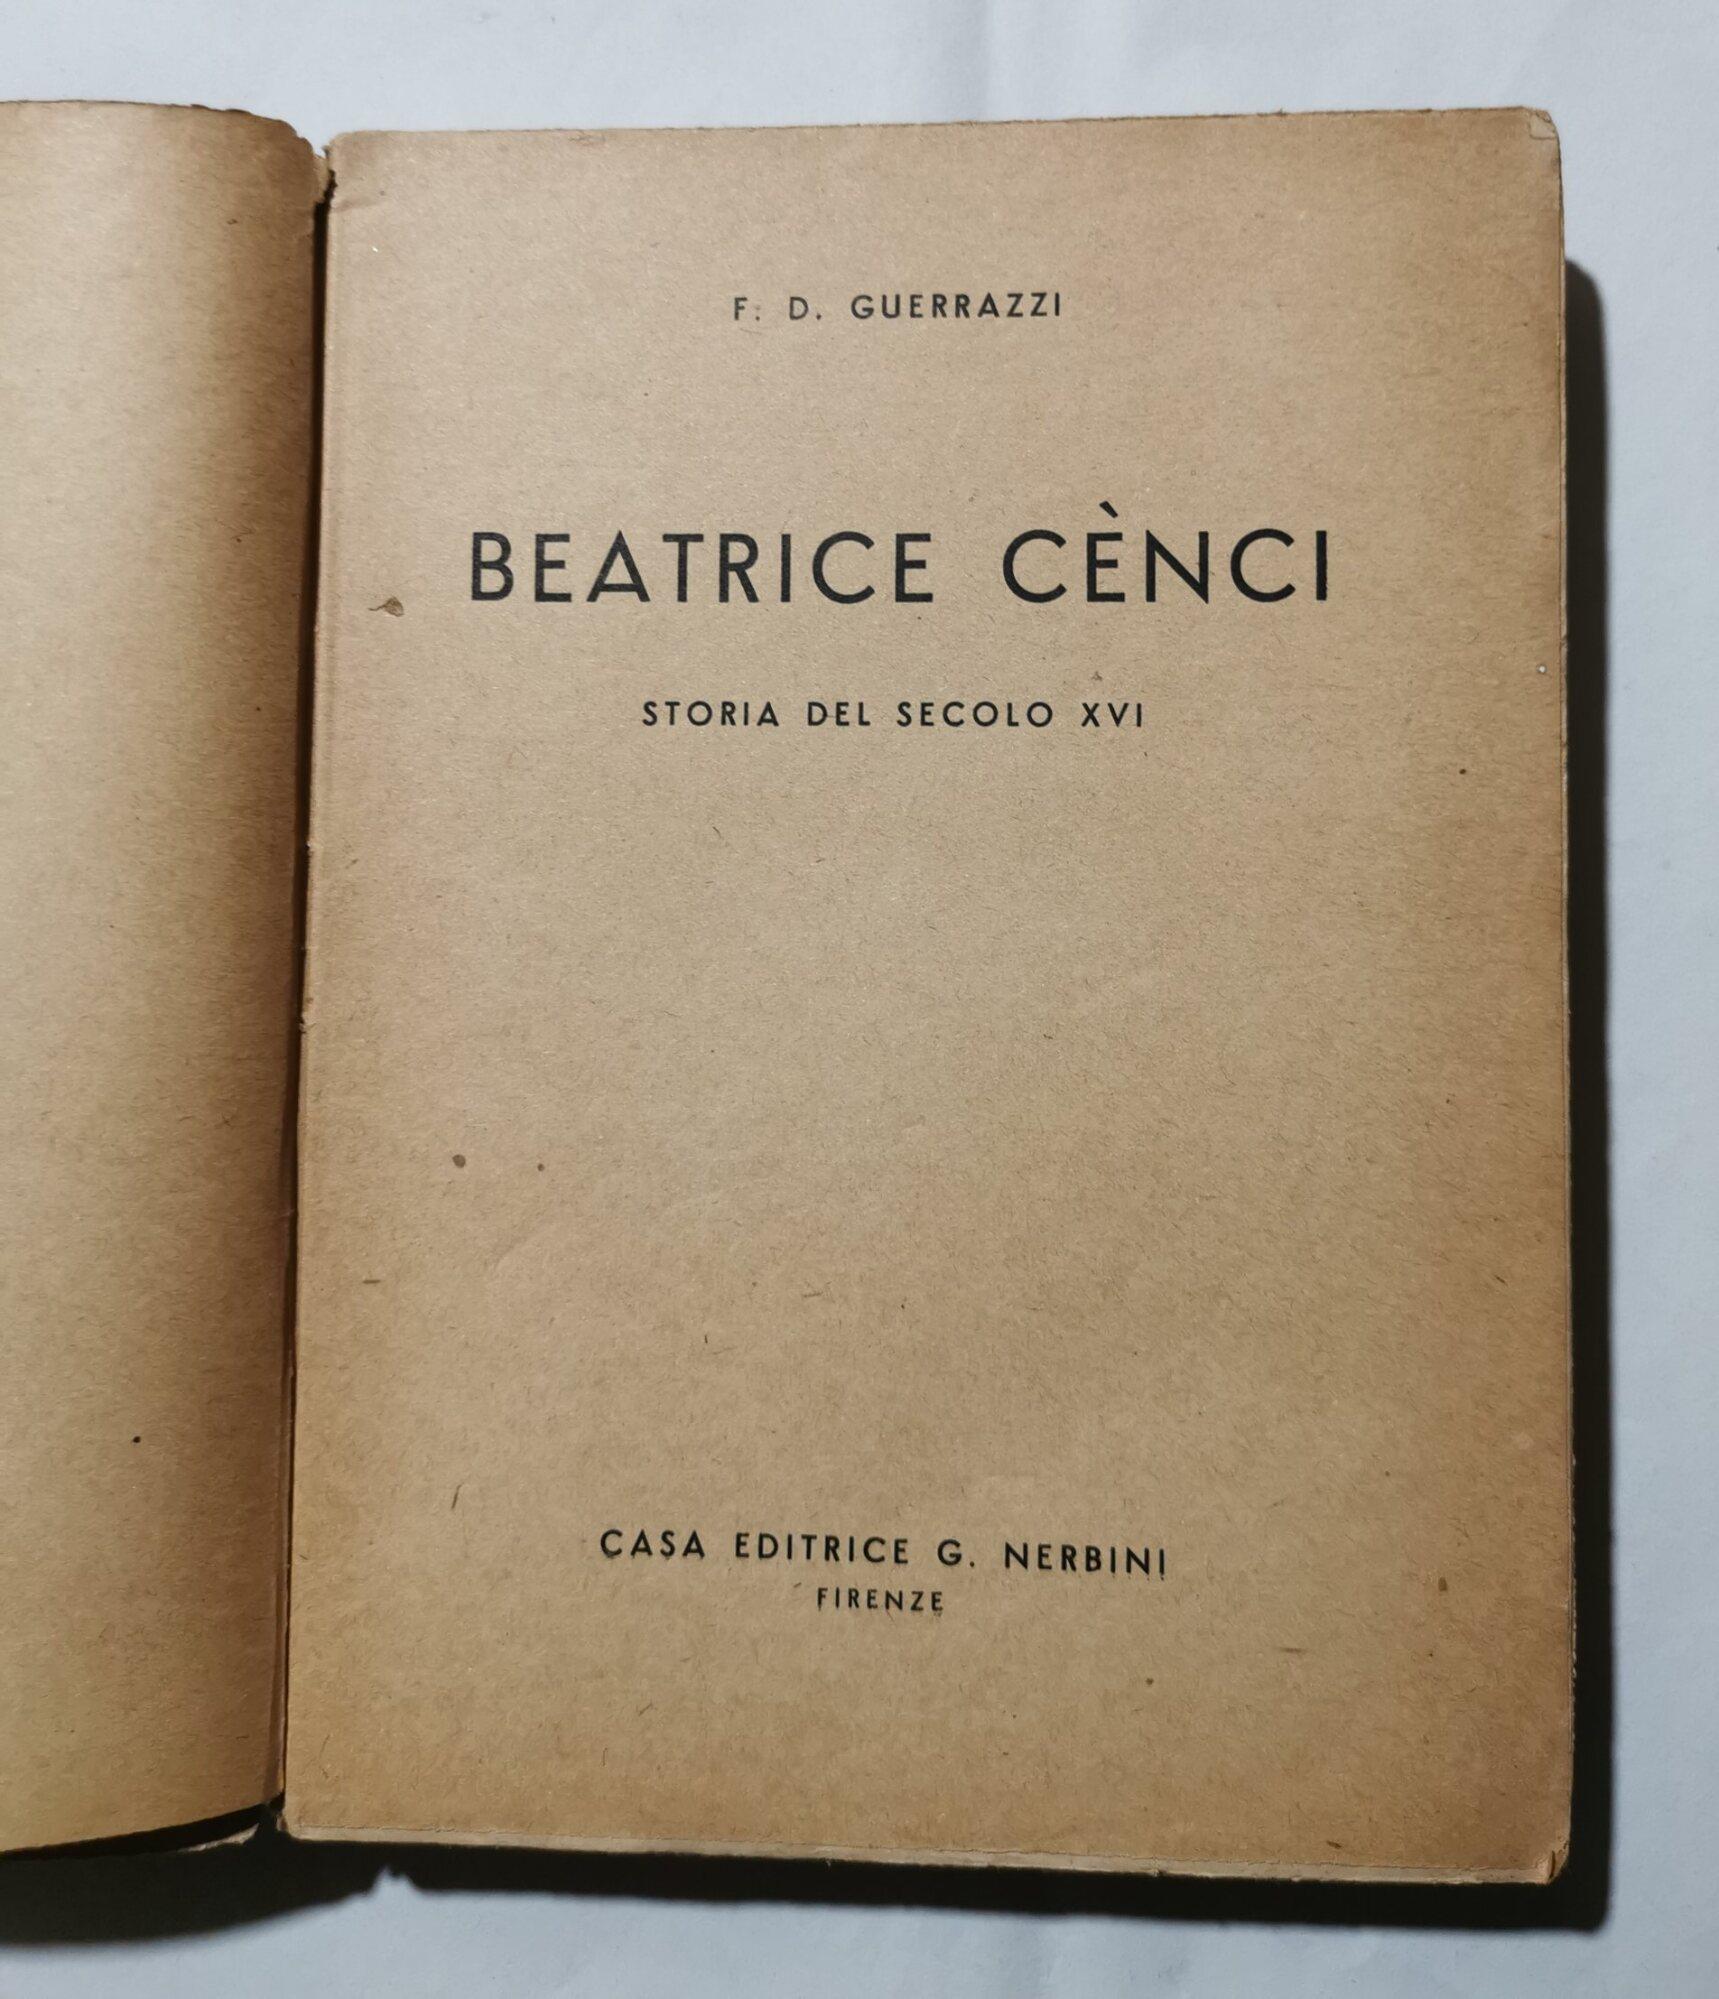 F. D. GUERRAZZI
BEATRICE CÈNCI
STORIA DEL SECOLO XVI
CASA EDITRICE G. NERBINI
FIRENZE